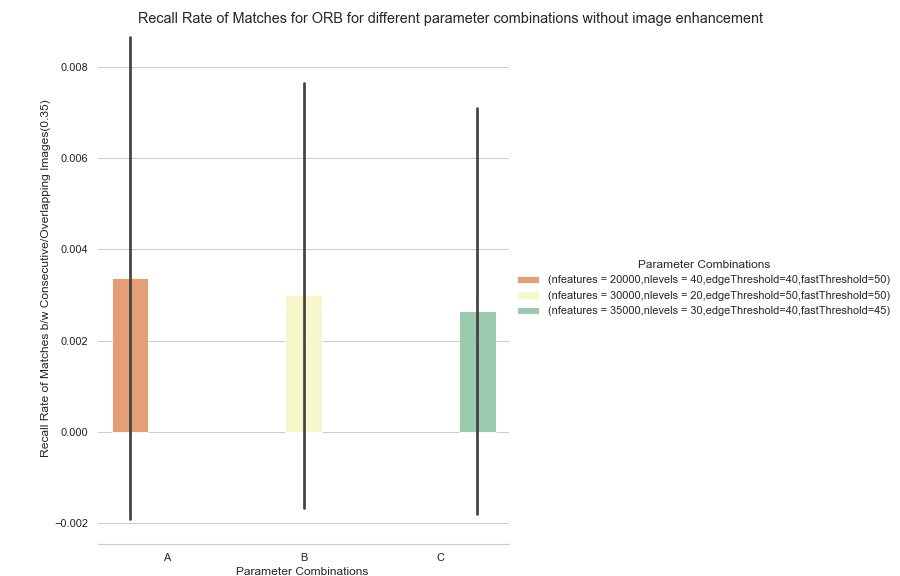 Recall Rate of Matches for ORB for different parameter combinations without image enhancement
Recall Rate of Matches b/w Consecutive/Overlapping Images(0.35)
0.008
0.006
0.004
0.002
0.000
−0.002
A B C
Parameter Combinations
Parameter Combinations
(nfeatures = 20000,nlevels = 40,edgeThreshold=40,fastThreshold=50)
(nfeatures = 30000,nlevels = 20,edgeThreshold=50,fastThreshold=50)
(nfeatures = 35000,nlevels = 30,edgeThreshold=40,fastThreshold=45)